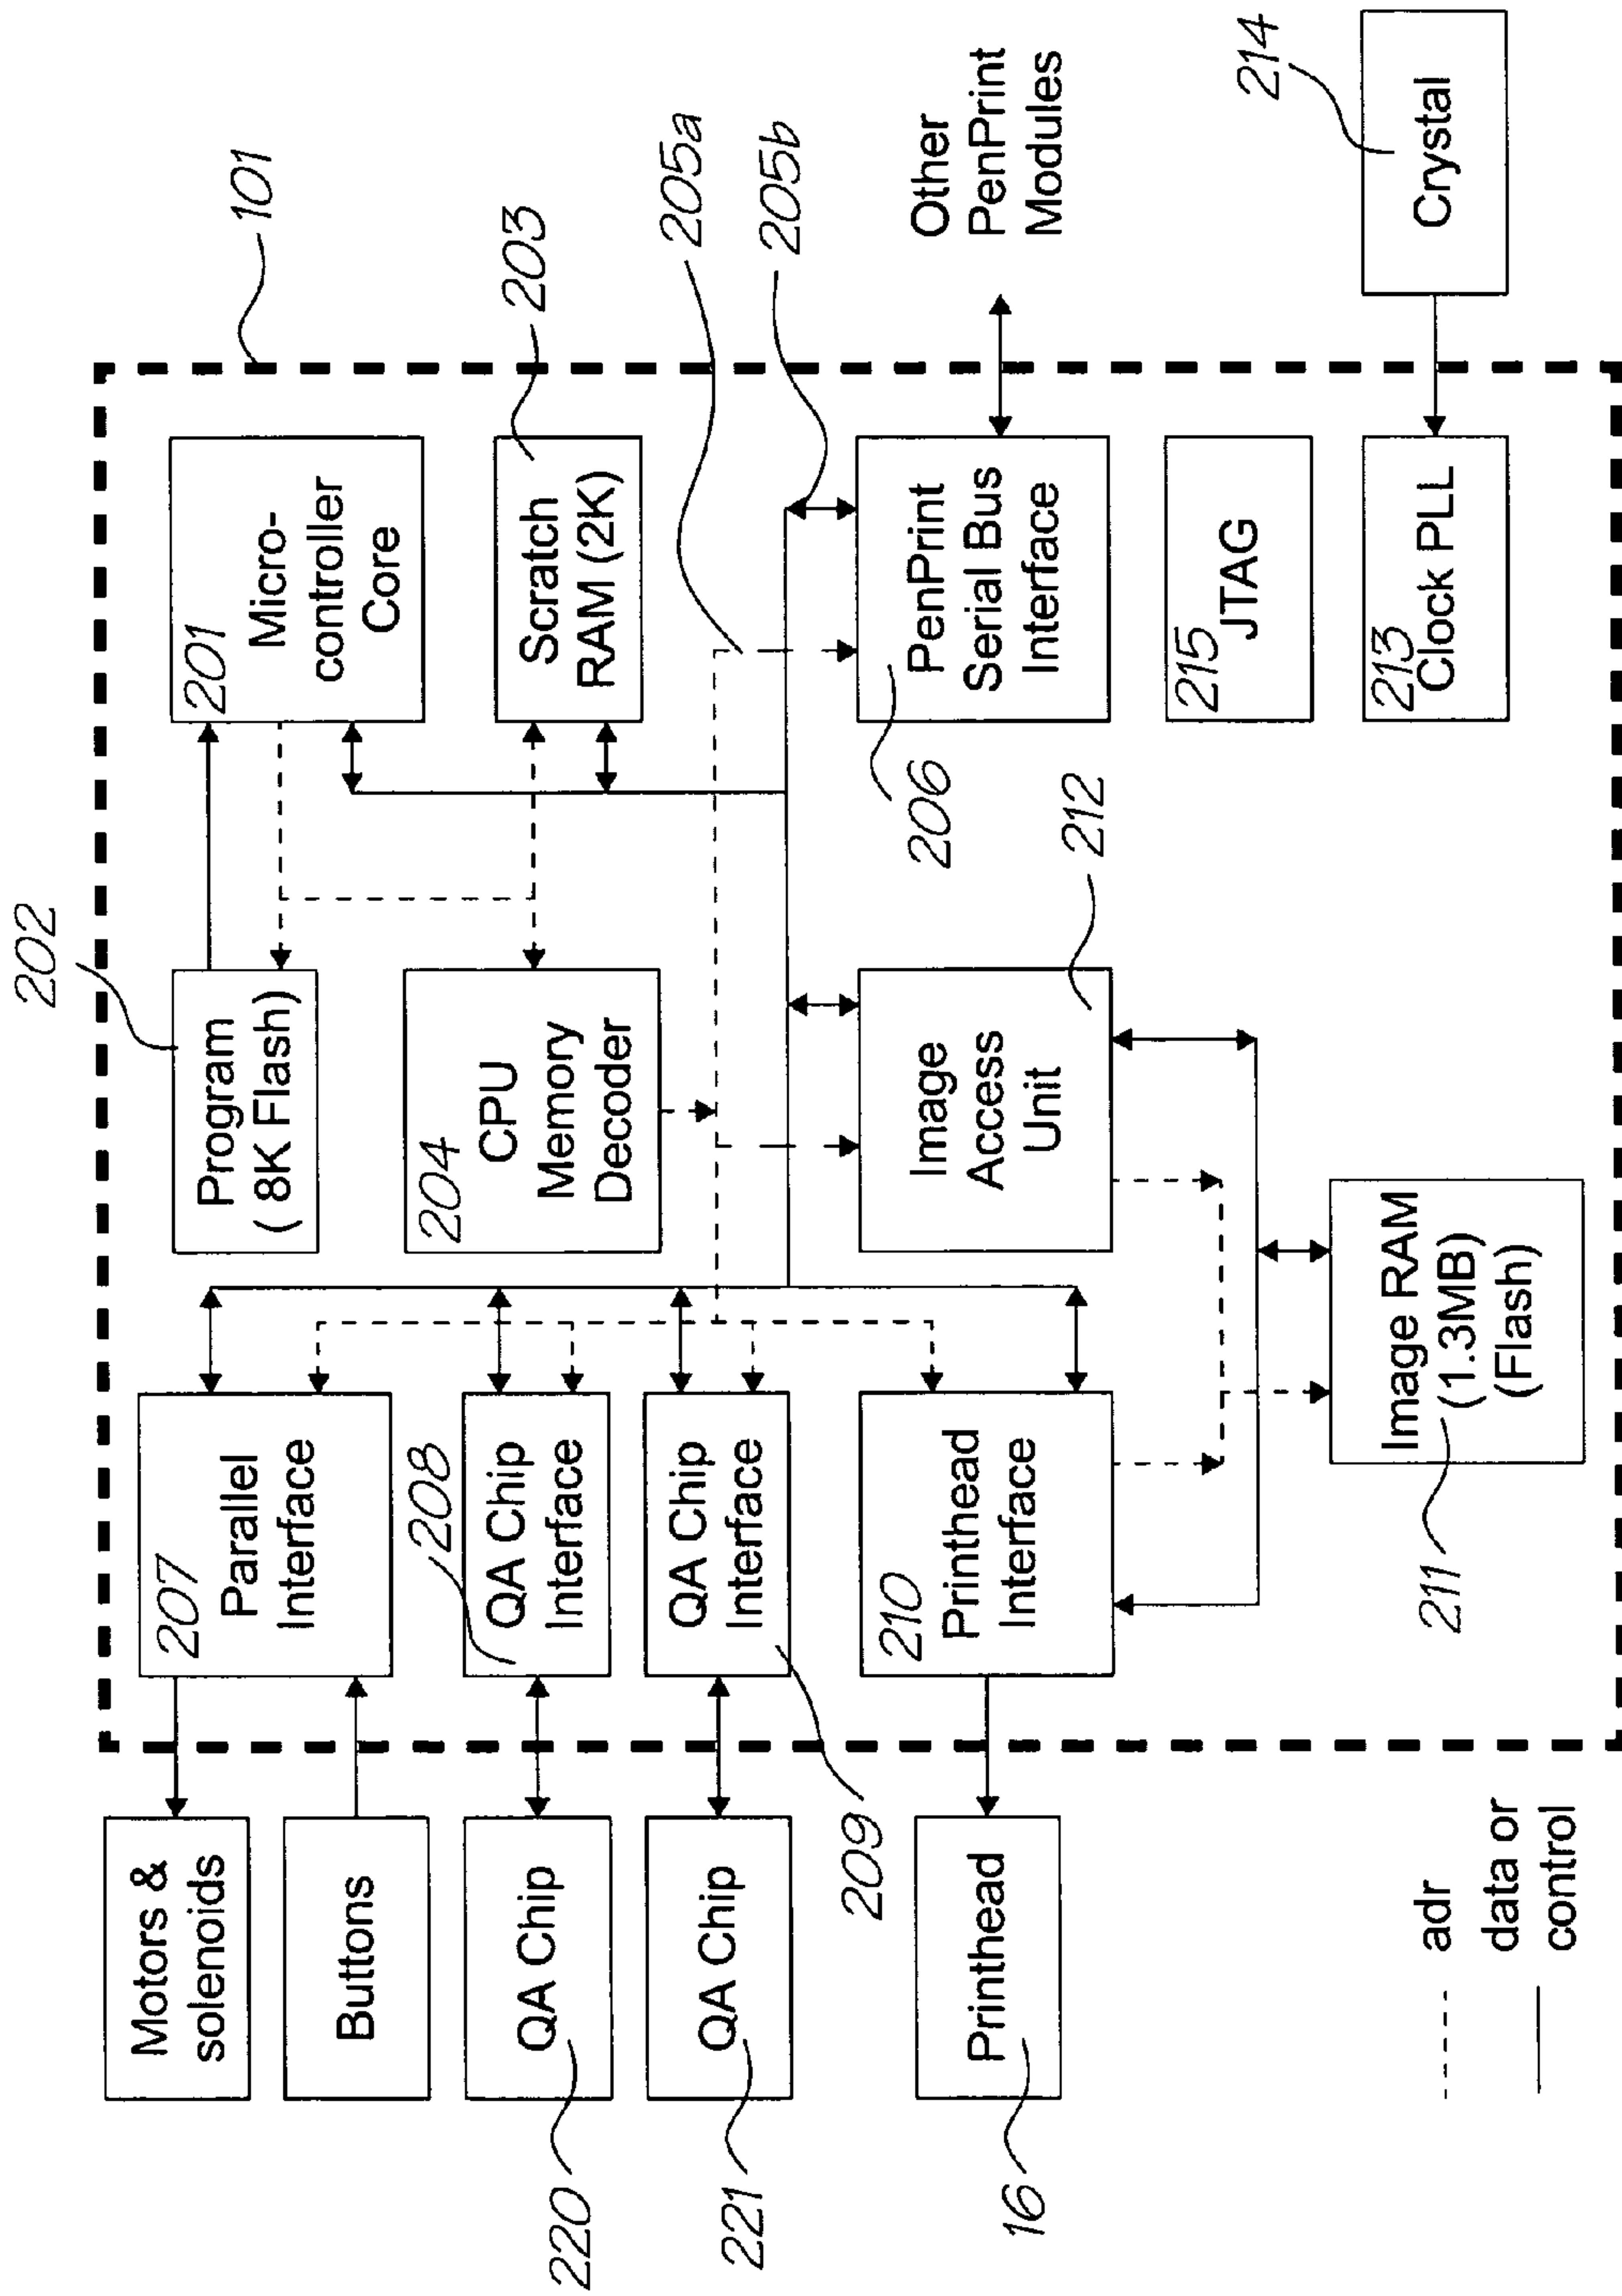 Motors &
solenoids
Buttons
220
QA Chip
221
QA Chip
16
Printhead
207
Parallel
Interface
208
QA Chip
Interface
209
QA Chip
Interface
210
Printhead
Interface
202
Program
( 8K Flash)
204
CPU
Memory
Decoder
212
Image
Access
Unit
211
Image RAM
(1.3MB)
(Flash)
101
201
Micro-
controller
Core
203
Scratch
RAM (2K)
205a
205b
206
PenPrint
Serial Bus
Interface
Other
PenPrint
Modules
215
JTAG
213
Clock PLL
214
Crystal
adr
data or
control